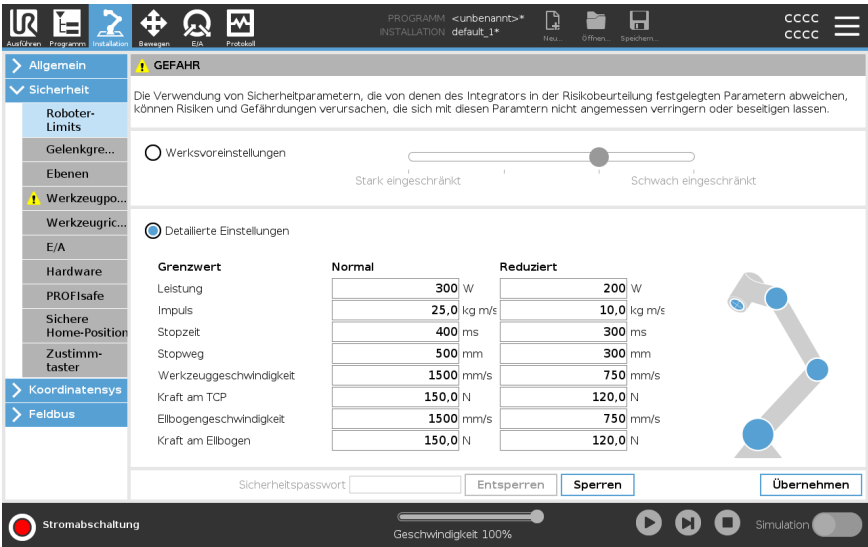 UR
PROGRAMM <unbenannt>*
INSTALLATION default_1*
CCCC
CCCC
Ausführen Programm Installation Bewegen E/A Protokoll Neu... Öffnen... Speichern...
Allgemein
Sicherheit
Roboter-
Limits
Gelenkgre...
Ebenen
Werkzeugpo...
Werkzeugric...
E/A
Hardware
PROFIsafe
Sichere
Home-Position
Zustimm-
taster
Koordinatensys
Feldbus
GEFAHR
Die Verwendung von Sicherheitparametern, die von denen des Integrators in der Risikobeurteilung festgelegten Parametern abweichen,
können Risiken und Gefährdungen verursachen, die sich mit diesen Paramtern nicht angemessen verringern oder beseitigen lassen.
Werksvoreinstellungen
Stark eingeschränkt Schwach eingeschränkt
Detailierte Einstellungen
Grenzwert Normal Reduziert
Leistung 300 W 200 W
Impuls 25,0 kg m/s 10,0 kg m/s
Stopzeit 400 ms 300 ms
Stopweg 500 mm 300 mm
Werkzeuggeschwindigkeit 1500 mm/s 750 mm/s
Kraft am TCP 150,0 N 120,0 N
Ellbogengeschwindigkeit 1500 mm/s 750 mm/s
Kraft am Ellbogen 150,0 N 120,0 N
Sicherheitspasswort Entsperren Sperren Übernehmen
Stromabschaltung
Geschwindigkeit 100%
Simulation